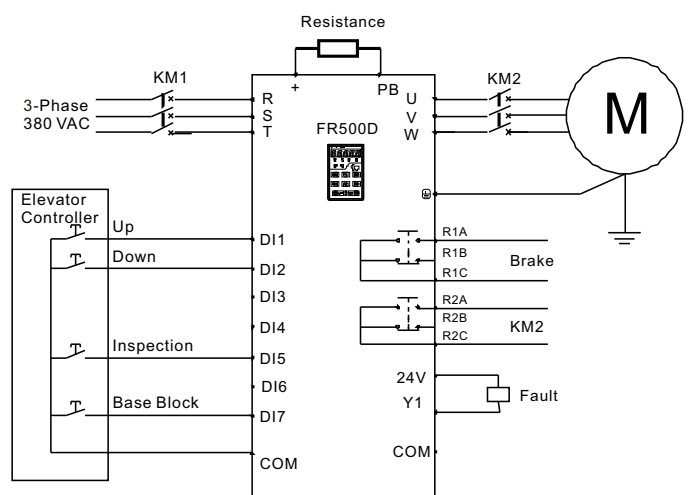 Resistance
KM1
+
PB
KM2
3-Phase
380 VAC
R
S
T
U
V
W
FR500D
M
Elevator
Controller
Up
DI1
Down
DI2
DI3
DI4
Inspection
DI5
DI6
Base Block
DI7
COM
R1A
R1B
R1C
Brake
R2A
R2B
R2C
KM2
24V
Y1
Fault
COM